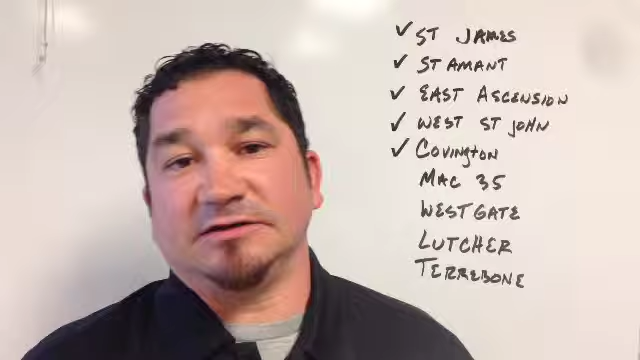 ✓ ST JAMES
✓ ST AMANT
✓ EAST ASCENSION
✓ WEST ST JOHN
✓ COVINGTON
MAC 35
WESTGATE
LUTCHER
TERREBONE